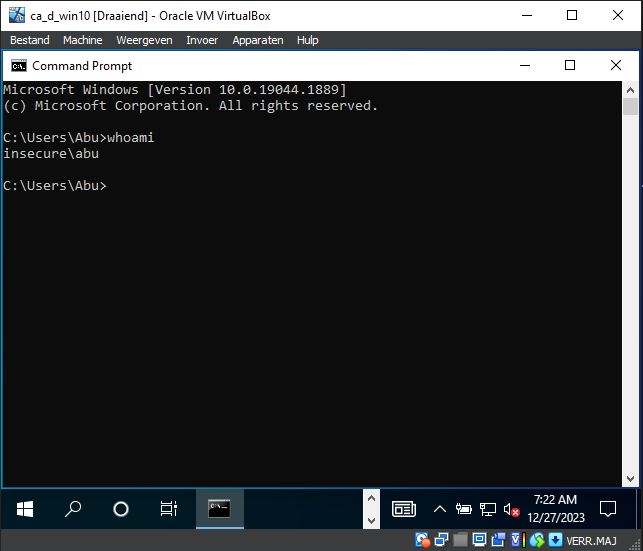 ca_d_win10 [Draaiend] - Oracle VM VirtualBox
Bestand Machine Weergeven Invoer Apparaten Hulp
Command Prompt
Microsoft Windows [Version 10.0.19044.1889]
(c) Microsoft Corporation. All rights reserved.
C:\Users\Abu>whoami
insecure\abu
C:\Users\Abu>
7:22 AM
12/27/2023
VERR.MAJ